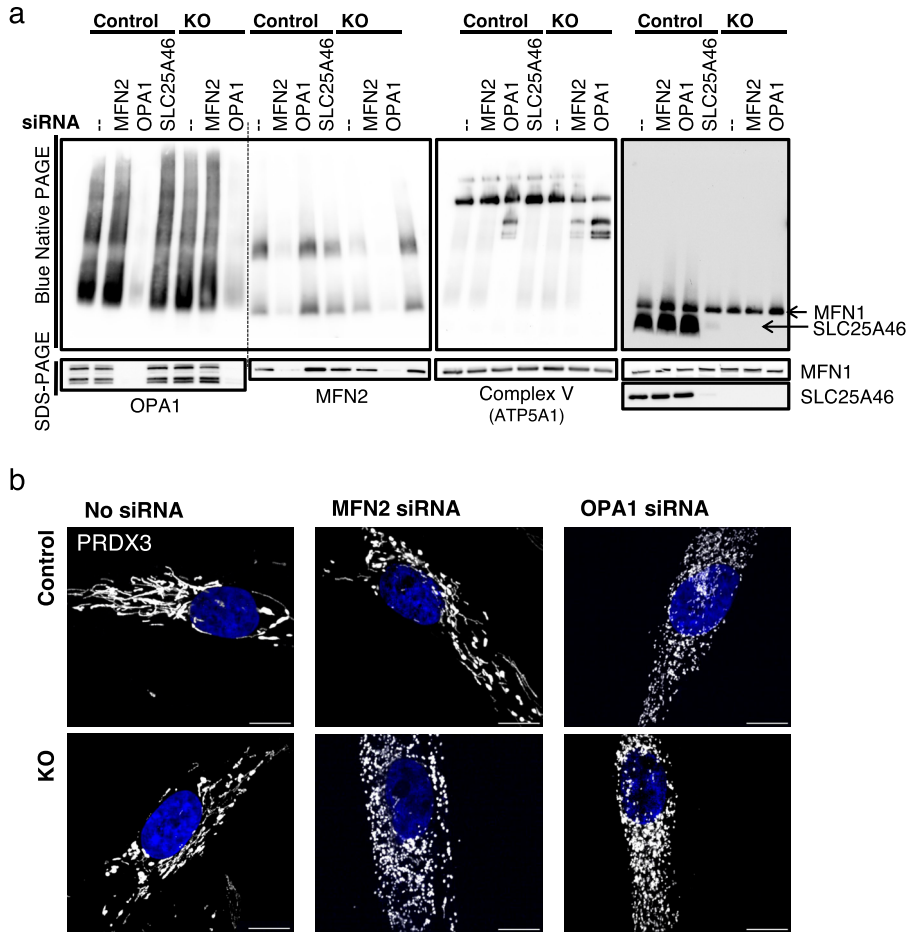 a
Control KO Control KO Control KO Control KO
siRNA -- MFN2 OPA1 SLC25A46 -- MFN2 OPA1 -- MFN2 OPA1 SLC25A46 -- MFN2 OPA1 -- MFN2 OPA1 SLC25A46 -- MFN2 OPA1 -- MFN2 OPA1 SLC25A46 -- MFN2 OPA1
Blue Native PAGE
MFN1
SLC25A46
SDS-PAGE
MFN1
SLC25A46
OPA1
MFN2
Complex V
(ATP5A1)
b
No siRNA MFN2 siRNA OPA1 siRNA
Control
PRDX3
KO